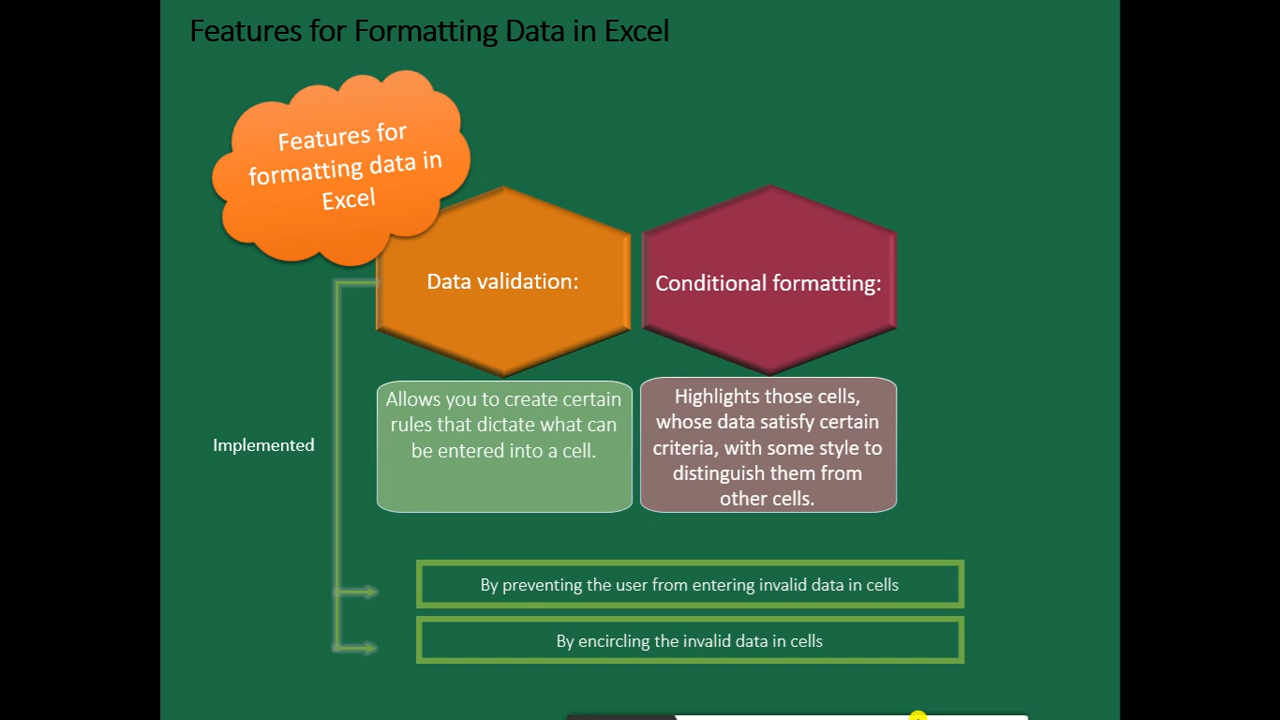 Features for Formatting Data in Excel
Features for
formatting data in
Excel
Data validation:
Conditional formatting:
Allows you to create certain
rules that dictate what can
be entered into a cell.
Highlights those cells,
whose data satisfy certain
criteria, with some style to
distinguish them from
other cells.
Implemented
By preventing the user from entering invalid data in cells
By encircling the invalid data in cells